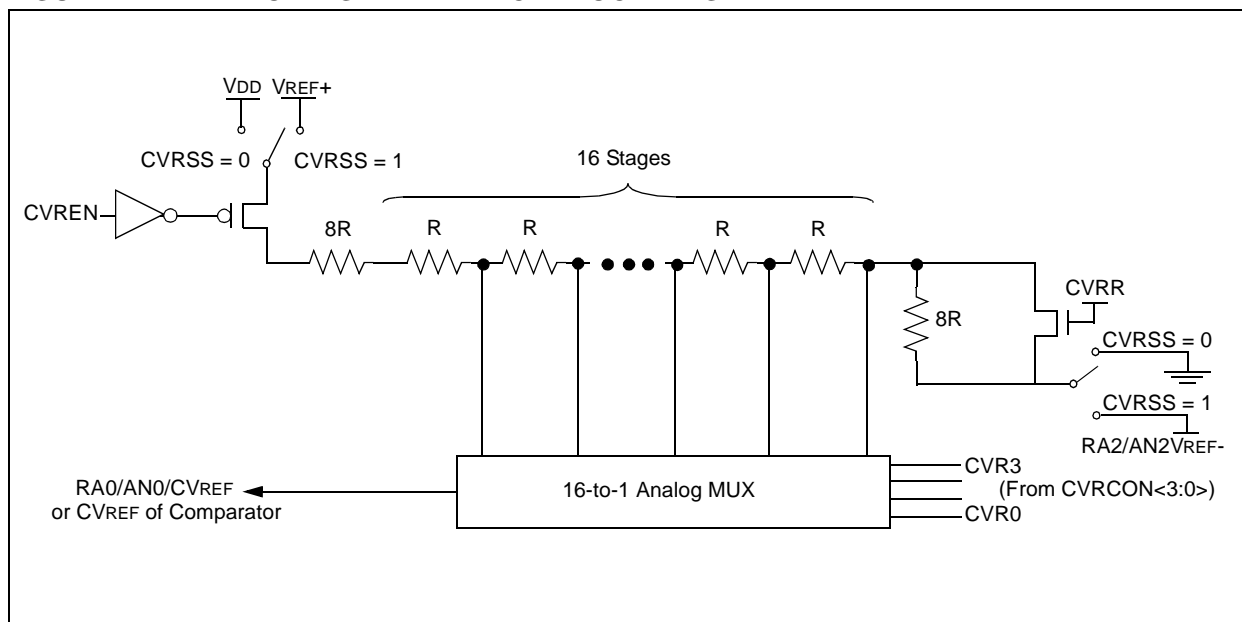 VDD VREF+
CVRSS = 0 CVRSS = 1
16 Stages
CVREN
8R R R R R
CVRR
8R
CVRSS = 0
CVRSS = 1
RA2/AN2VREF-
CVR3
RA0/AN0/CVREF
or CVREF of Comparator
16-to-1 Analog MUX
(From CVRCON<3:0>)
CVR0